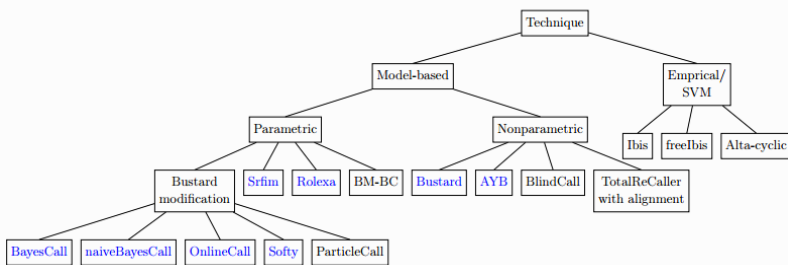 Technique
Model-based
Emprical/
SVM
Parametric
Nonparametric
Ibis
freeIbis
Alta-cyclic
Bustard
modification
Srfim
Rolexa
BM-BC
Bustard
AYB
BlindCall
TotalReCaller
with alignment
BayesCall
naiveBayesCall
OnlineCall
Softy
ParticleCall